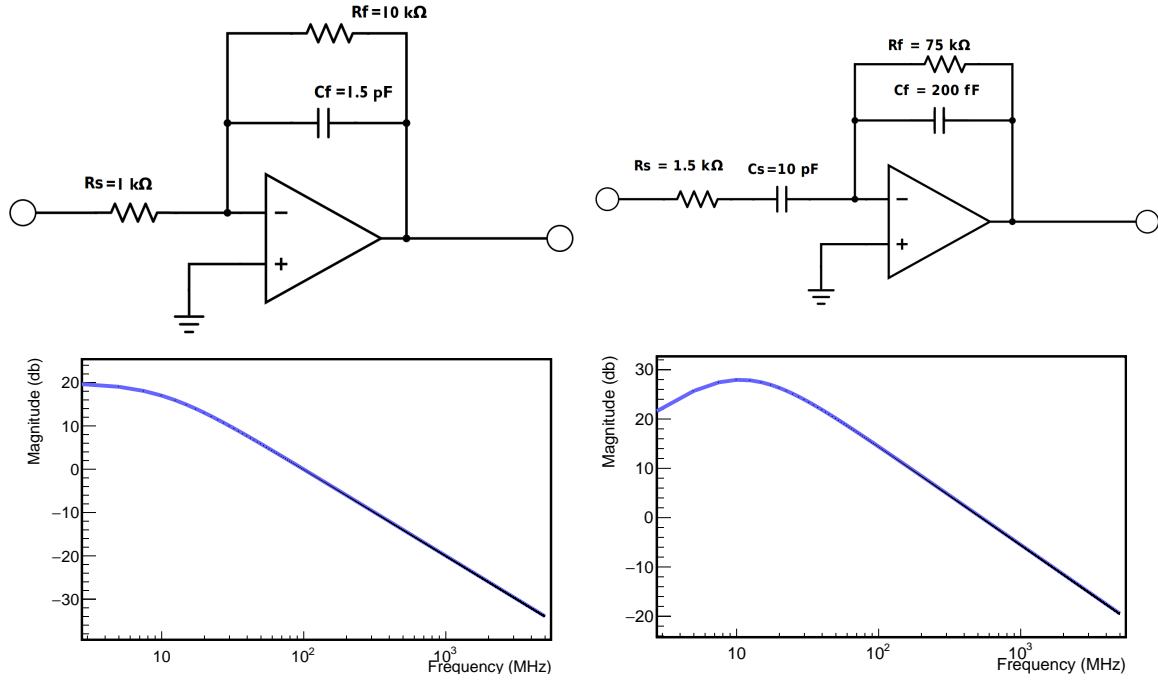 Rf=10 kΩ
Cf =1.5 pF
Rs=1 kΩ
−
+
Rf = 75 kΩ
Cf = 200 fF
Rs = 1.5 kΩ
Cs=10 pF
−
+
Magnitude (db)
20
10
0
−10
−20
−30
10
10²
10³
Frequency (MHz)
Magnitude (db)
30
20
10
0
−10
−20
10
10²
10³
Frequency (MHz)